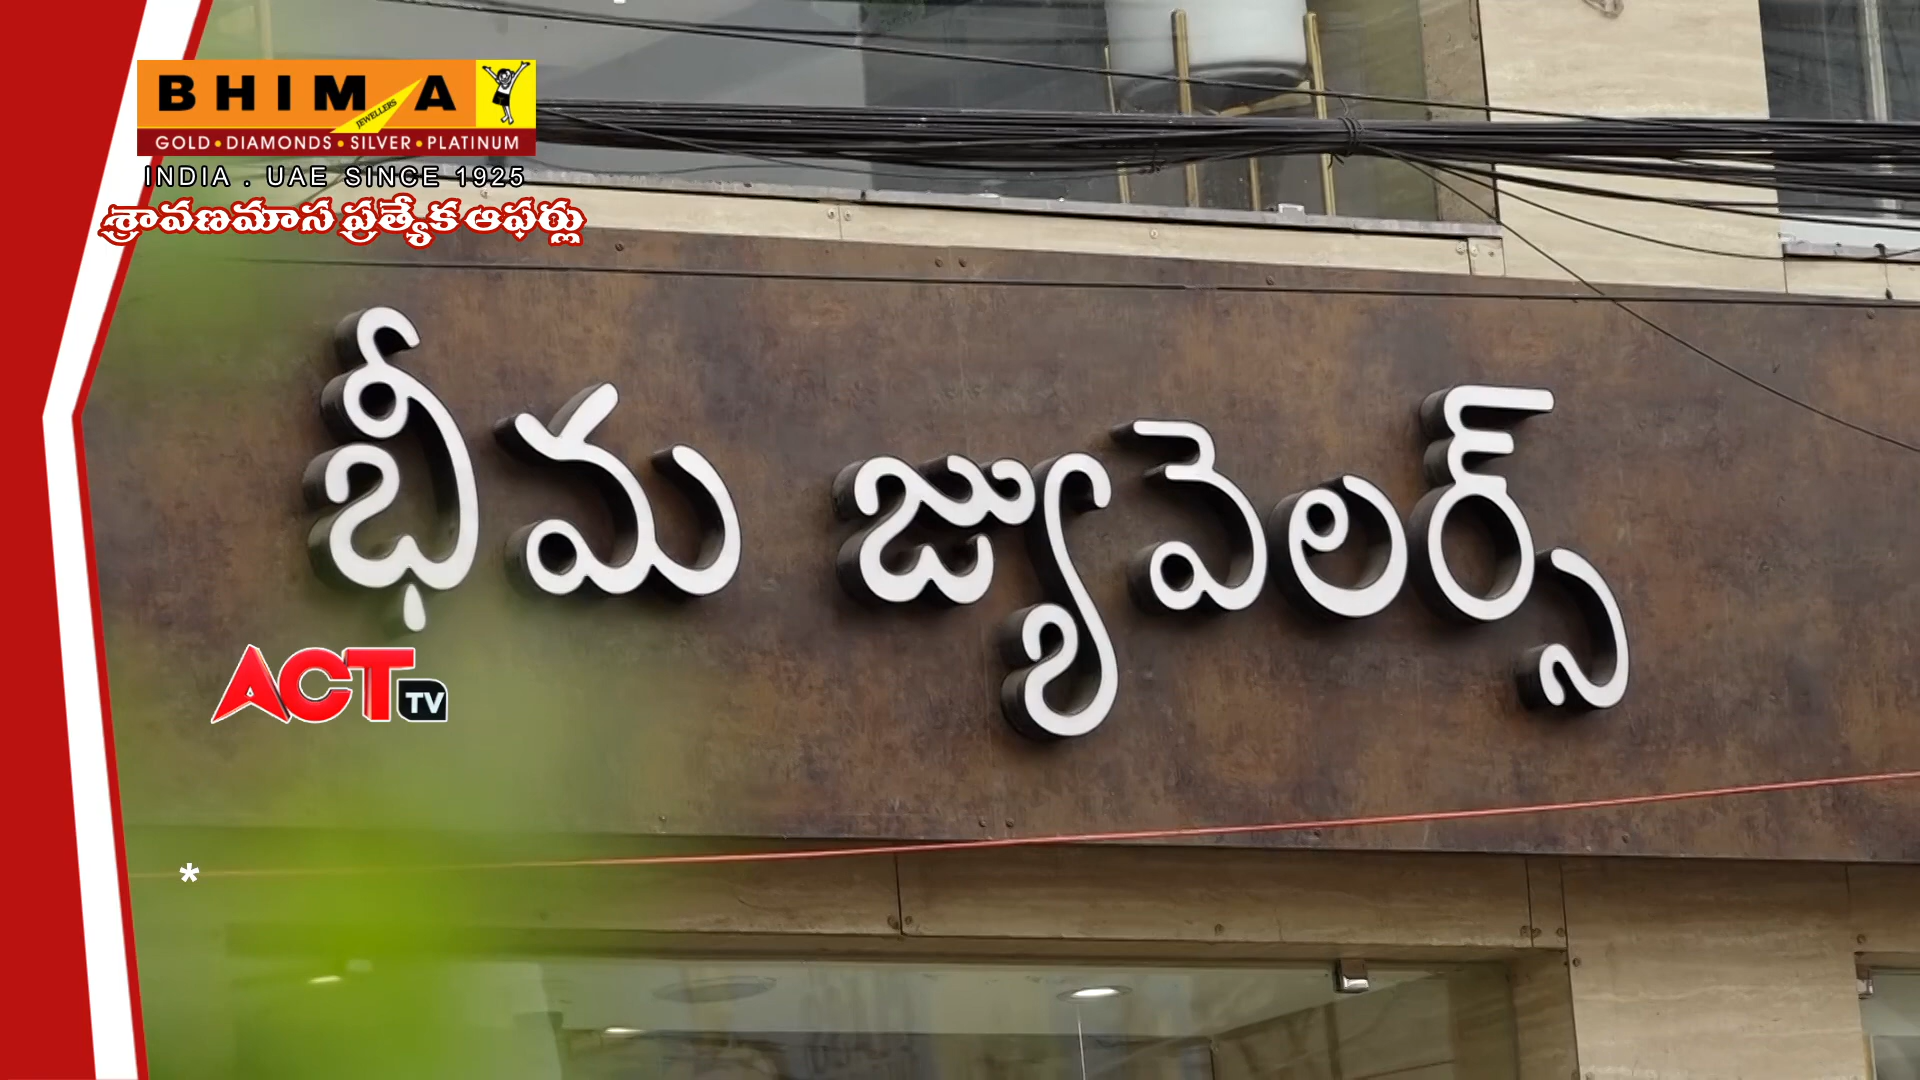 BHIMA
JEWELLERS
GOLD • DIAMONDS • SILVER • PLATINUM
INDIA . UAE SINCE 1925
శ్రావణమాస ప్రత్యేక ఆఫర్లు
భీమ జ్యువెలర్స్
ACT TV
*